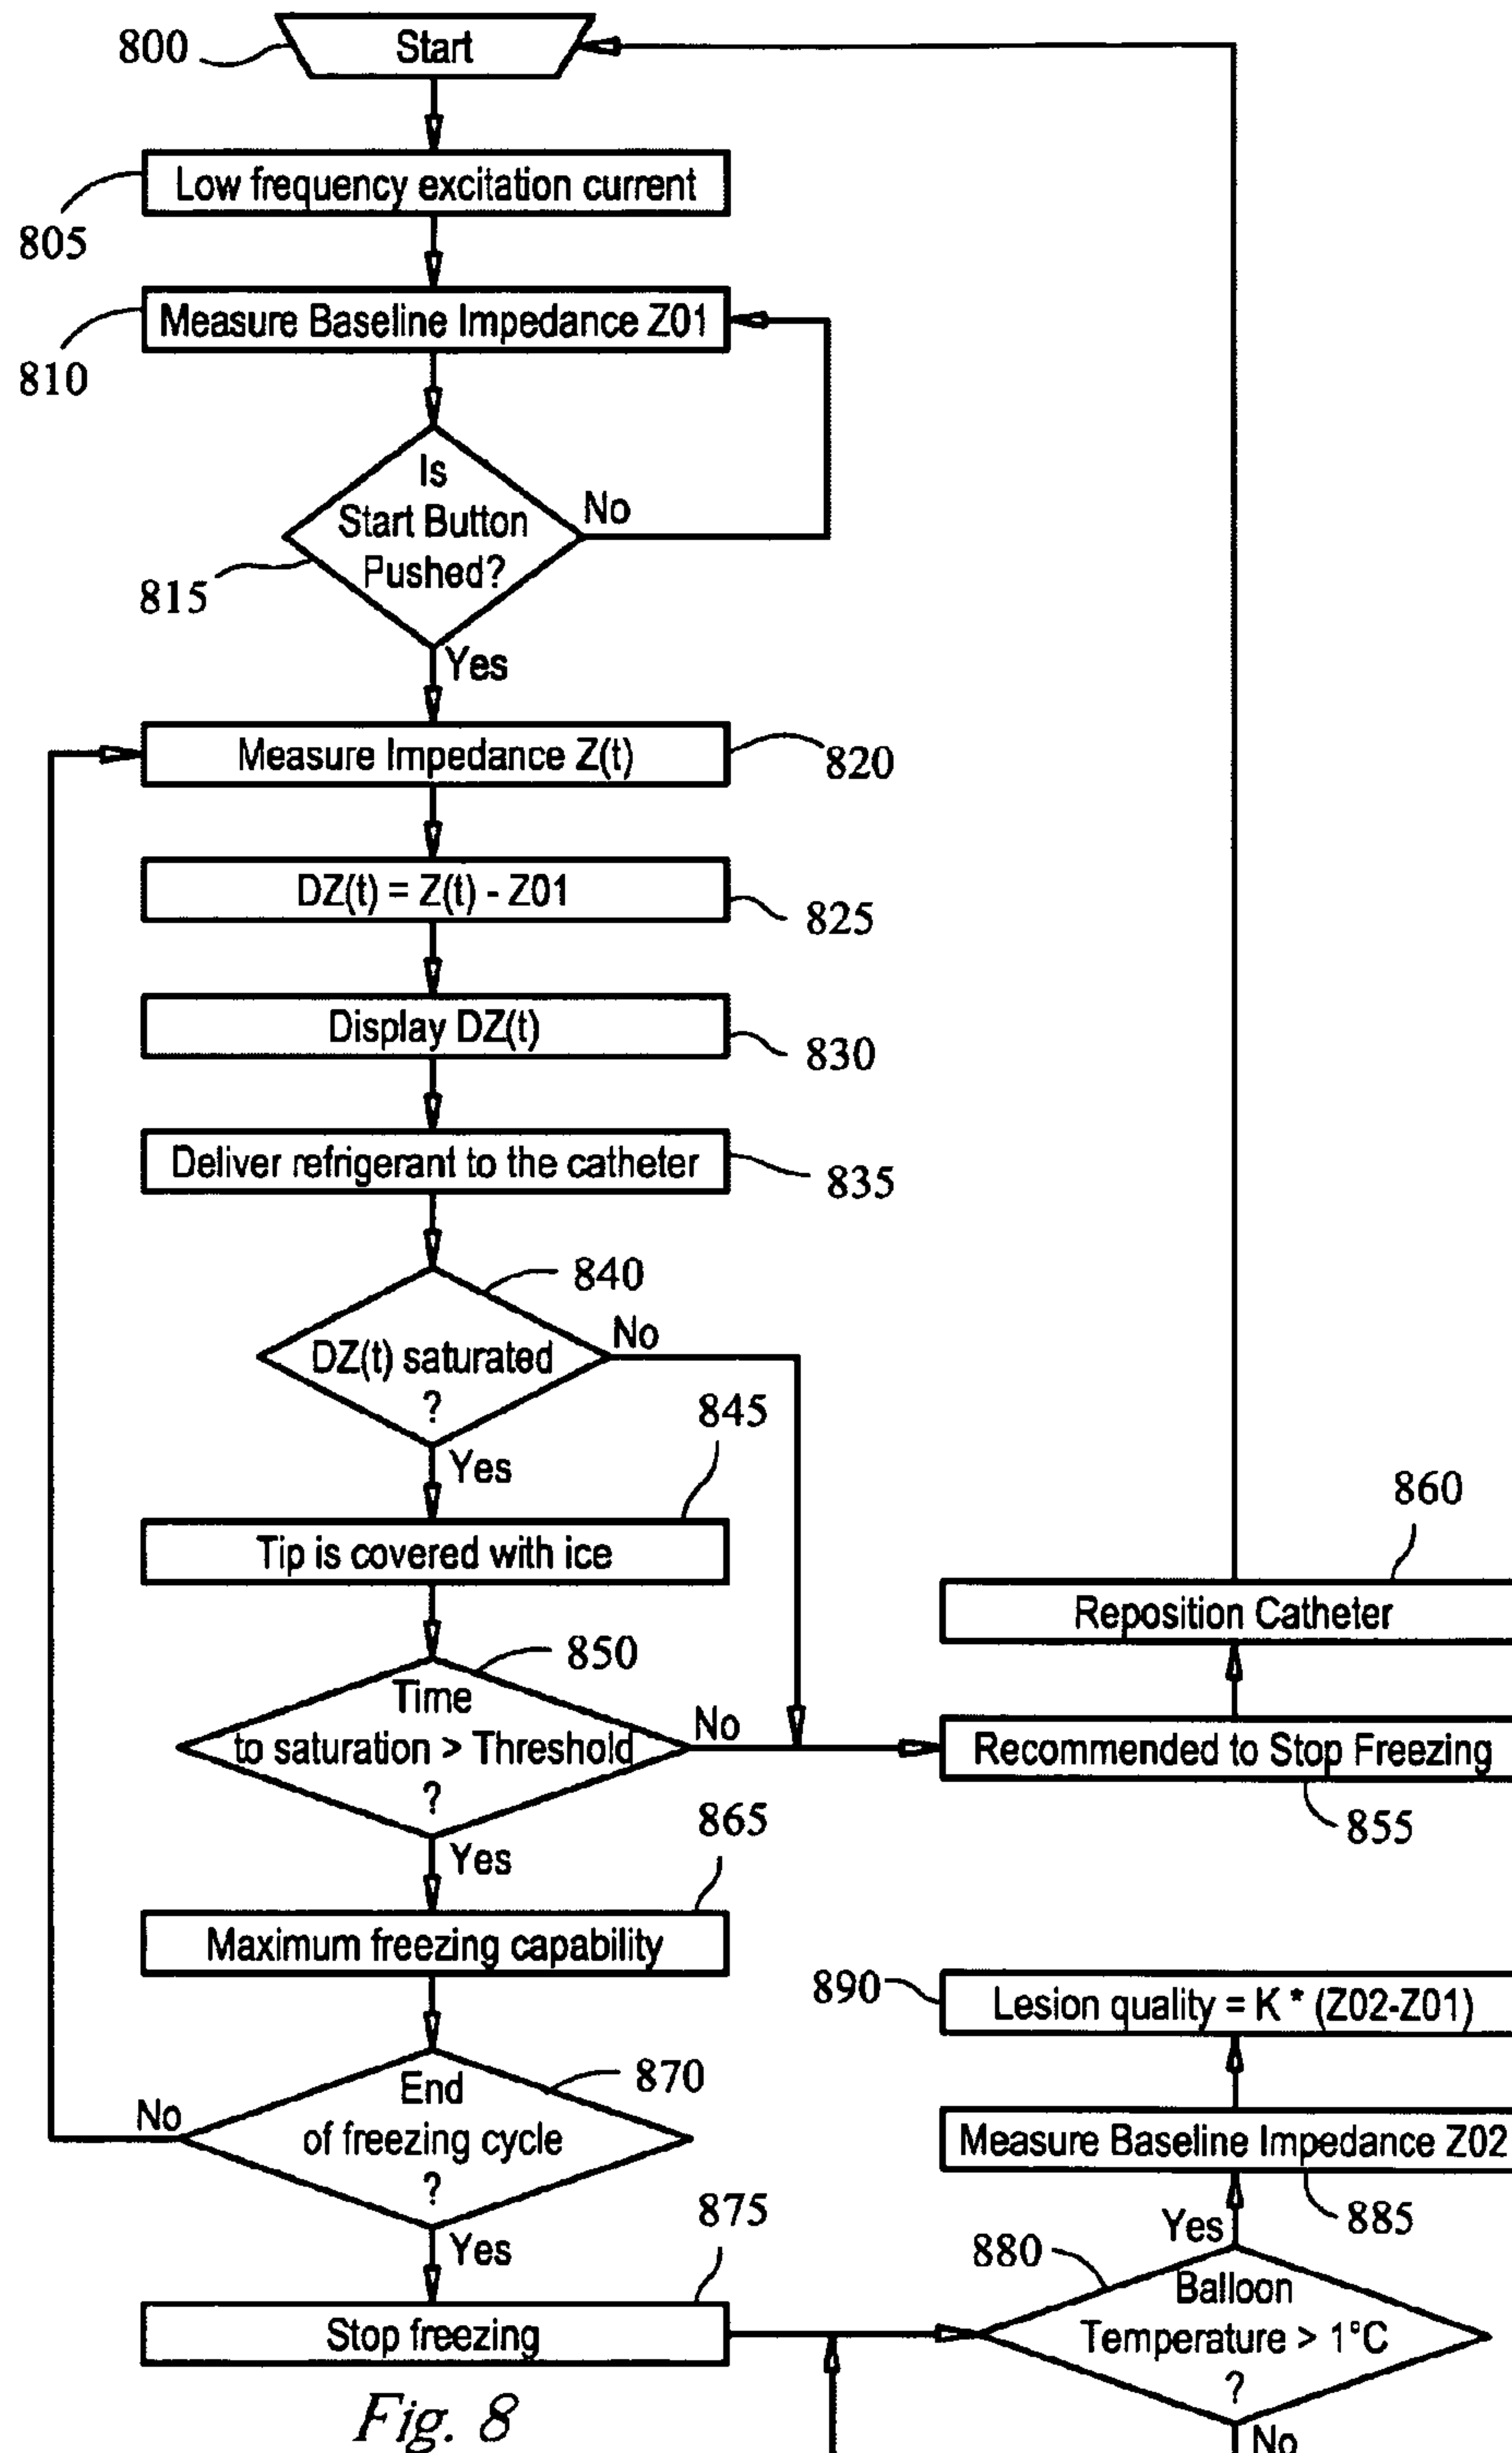 800
Start
Low frequency excitation current
805
Measure Baseline Impedance Z01
810
Is
Start Button
Pushed?
No
815
Yes
Measure Impedance Z(t)
820
DZ(t) = Z(t) - Z01
825
Display DZ(t)
830
Deliver refrigerant to the catheter
835
840
DZ(t) saturated
?
No
Yes
845
Tip is covered with ice
850
Time
to saturation > Threshold
?
No
Yes
860
Reposition Catheter
Recommended to Stop Freezing
855
865
Maximum freezing capability
870
End
of freezing cycle
?
No
Yes
875
Stop freezing
890
Lesion quality = K * (Z02-Z01)
Measure Baseline Impedance Z02
885
Yes
880
Balloon
Temperature > 1°C
?
No
Fig. 8